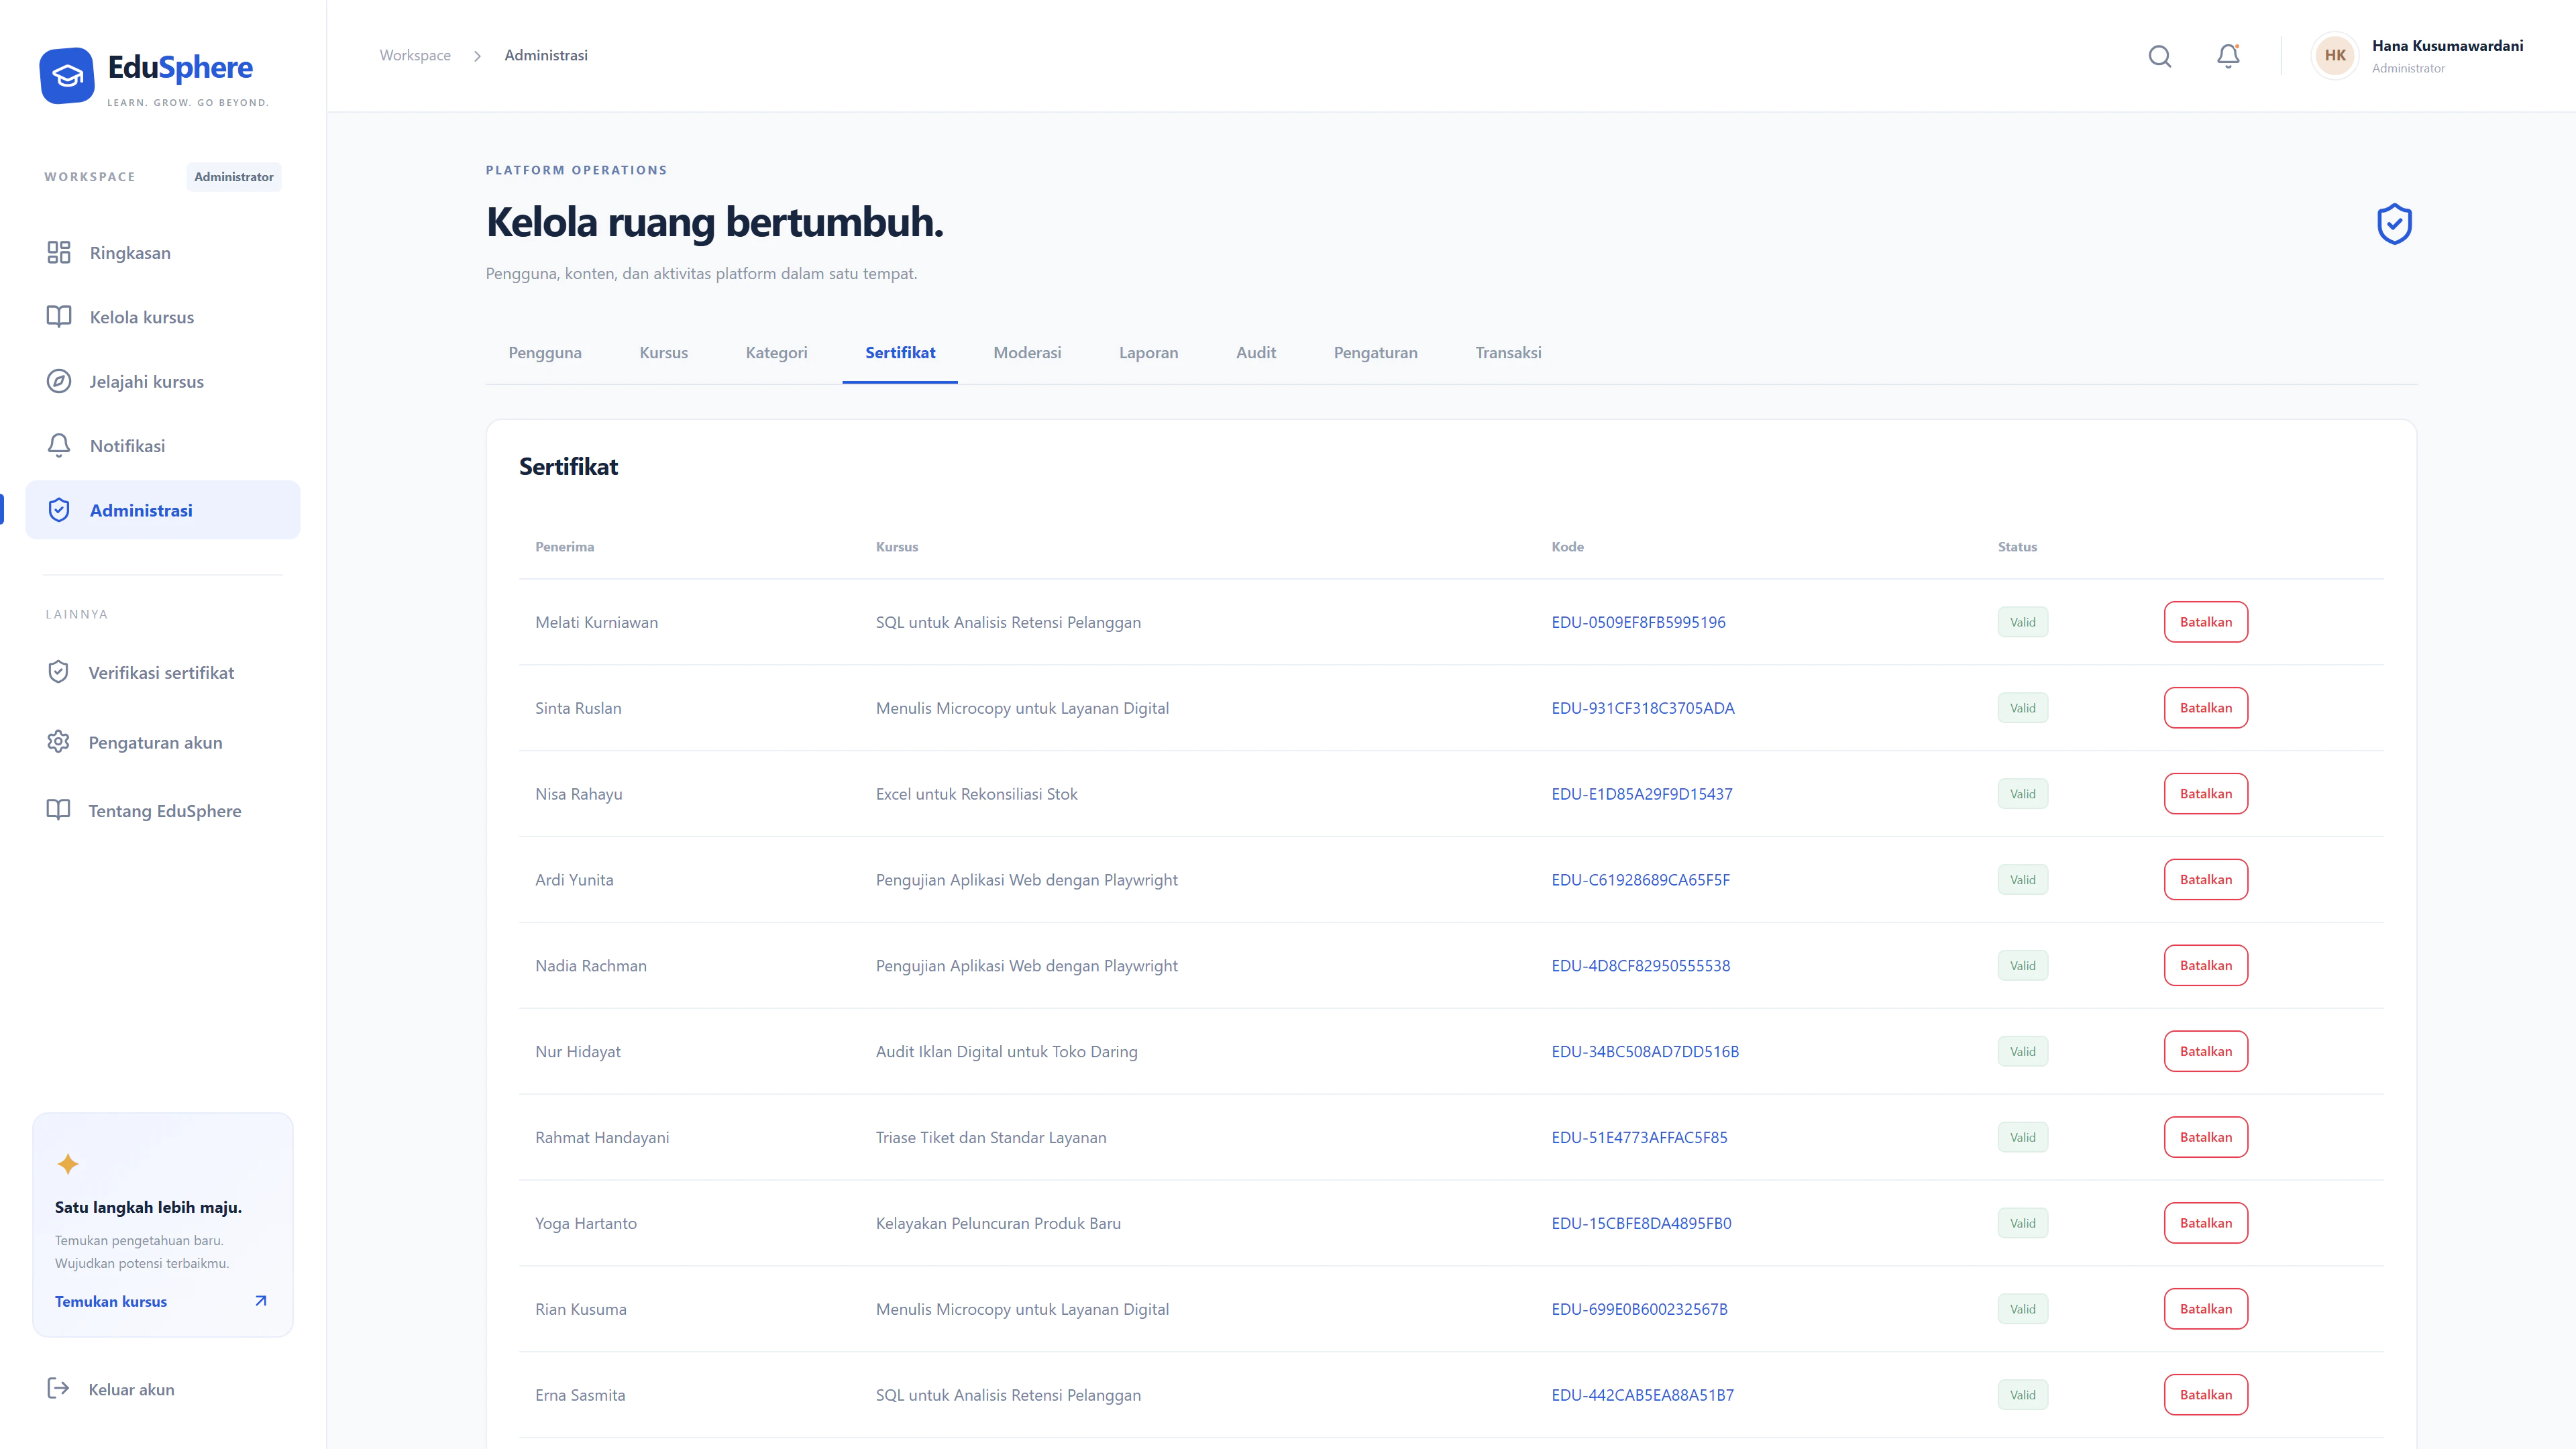 EduSphere
LEARN. GROW. GO BEYOND.
WORKSPACE
Administrator
Ringkasan
Kelola kursus
Jelajahi kursus
Notifikasi
Administrasi
LAINNYA
Verifikasi sertifikat
Pengaturan akun
Tentang EduSphere
Satu langkah lebih maju.
Temukan pengetahuan baru.
Wujudkan potensi terbaikmu.
Temukan kursus
Keluar akun
Workspace > Administrasi
HK
Hana Kusumawardani
Administrator
PLATFORM OPERATIONS
Kelola ruang bertumbuh.
Pengguna, konten, dan aktivitas platform dalam satu tempat.
Pengguna Kursus Kategori Sertifikat Moderasi Laporan Audit Pengaturan Transaksi
Sertifikat
Penerima Kursus Kode Status
Melati Kurniawan SQL untuk Analisis Retensi Pelanggan EDU-0509EF8FB5995196 Valid Batalkan
Sinta Ruslan Menulis Microcopy untuk Layanan Digital EDU-931CF318C3705ADA Valid Batalkan
Nisa Rahayu Excel untuk Rekonsiliasi Stok EDU-E1D85A29F9D15437 Valid Batalkan
Ardi Yunita Pengujian Aplikasi Web dengan Playwright EDU-C61928689CA65F5F Valid Batalkan
Nadia Rachman Pengujian Aplikasi Web dengan Playwright EDU-4D8CF82950555538 Valid Batalkan
Nur Hidayat Audit Iklan Digital untuk Toko Daring EDU-34BC508AD7DD516B Valid Batalkan
Rahmat Handayani Triase Tiket dan Standar Layanan EDU-51E4773AFFAC5F85 Valid Batalkan
Yoga Hartanto Kelayakan Peluncuran Produk Baru EDU-15CBFE8DA4895FB0 Valid Batalkan
Rian Kusuma Menulis Microcopy untuk Layanan Digital EDU-699E0B600232567B Valid Batalkan
Erna Sasmita SQL untuk Analisis Retensi Pelanggan EDU-442CAB5EA88A51B7 Valid Batalkan